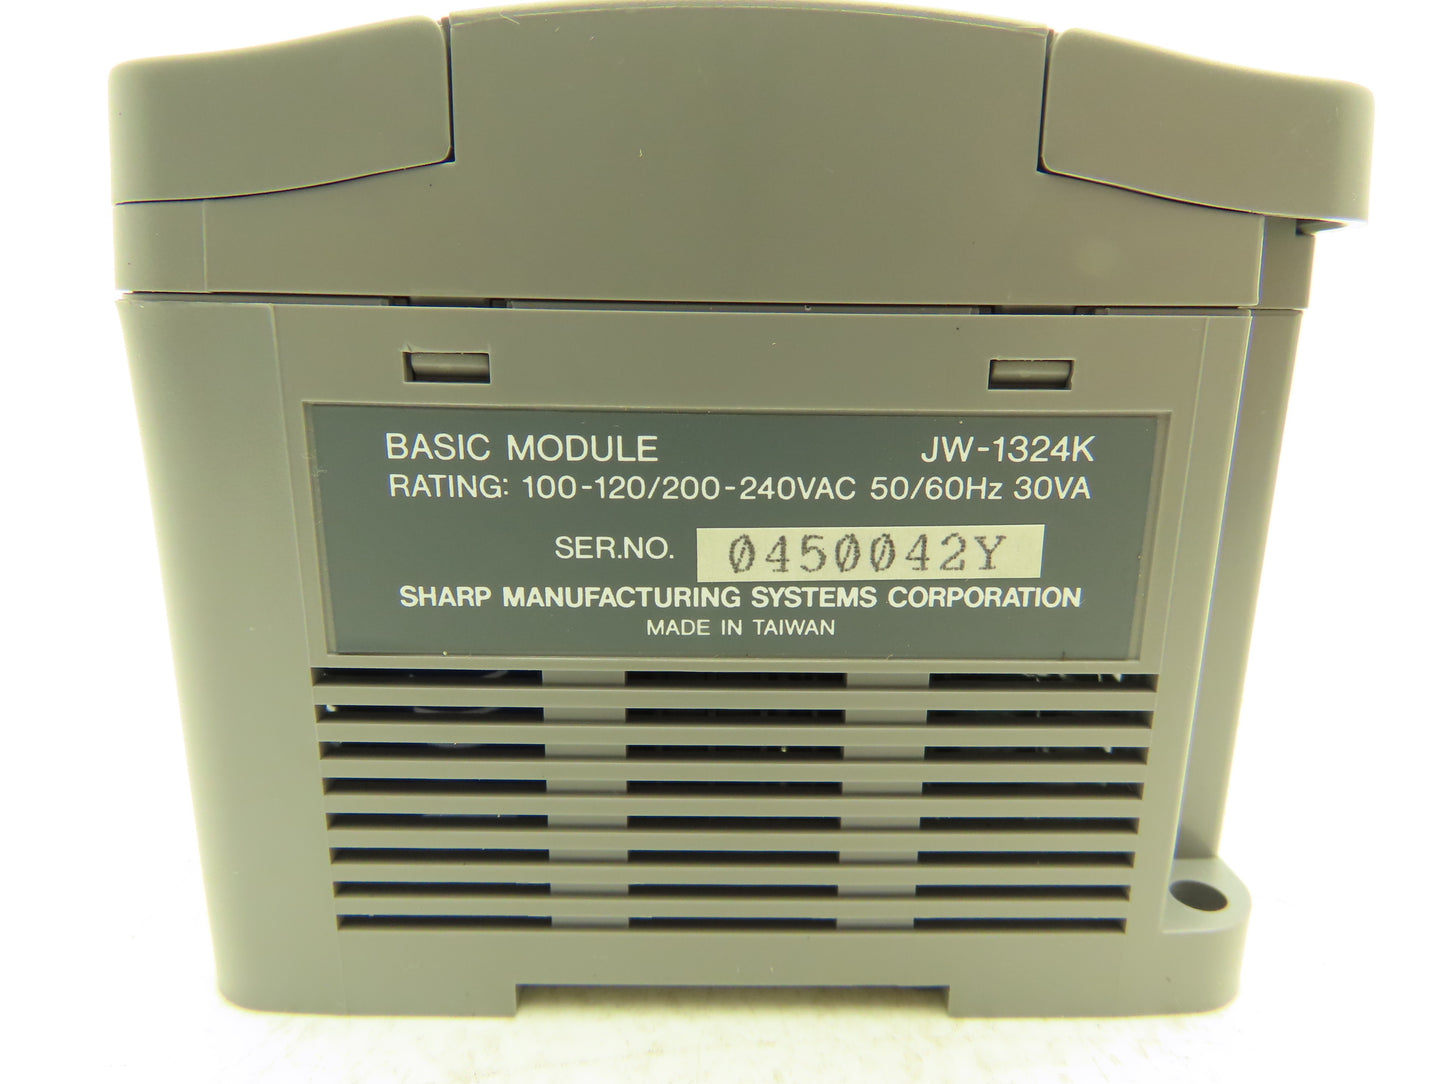 BASIC MODULE JW-1324K
RATING: 100-120/200-240VAC 50/60Hz 30VA
SER.NO. 0450042Y
SHARP MANUFACTURING SYSTEMS CORPORATION
MADE IN TAIWAN